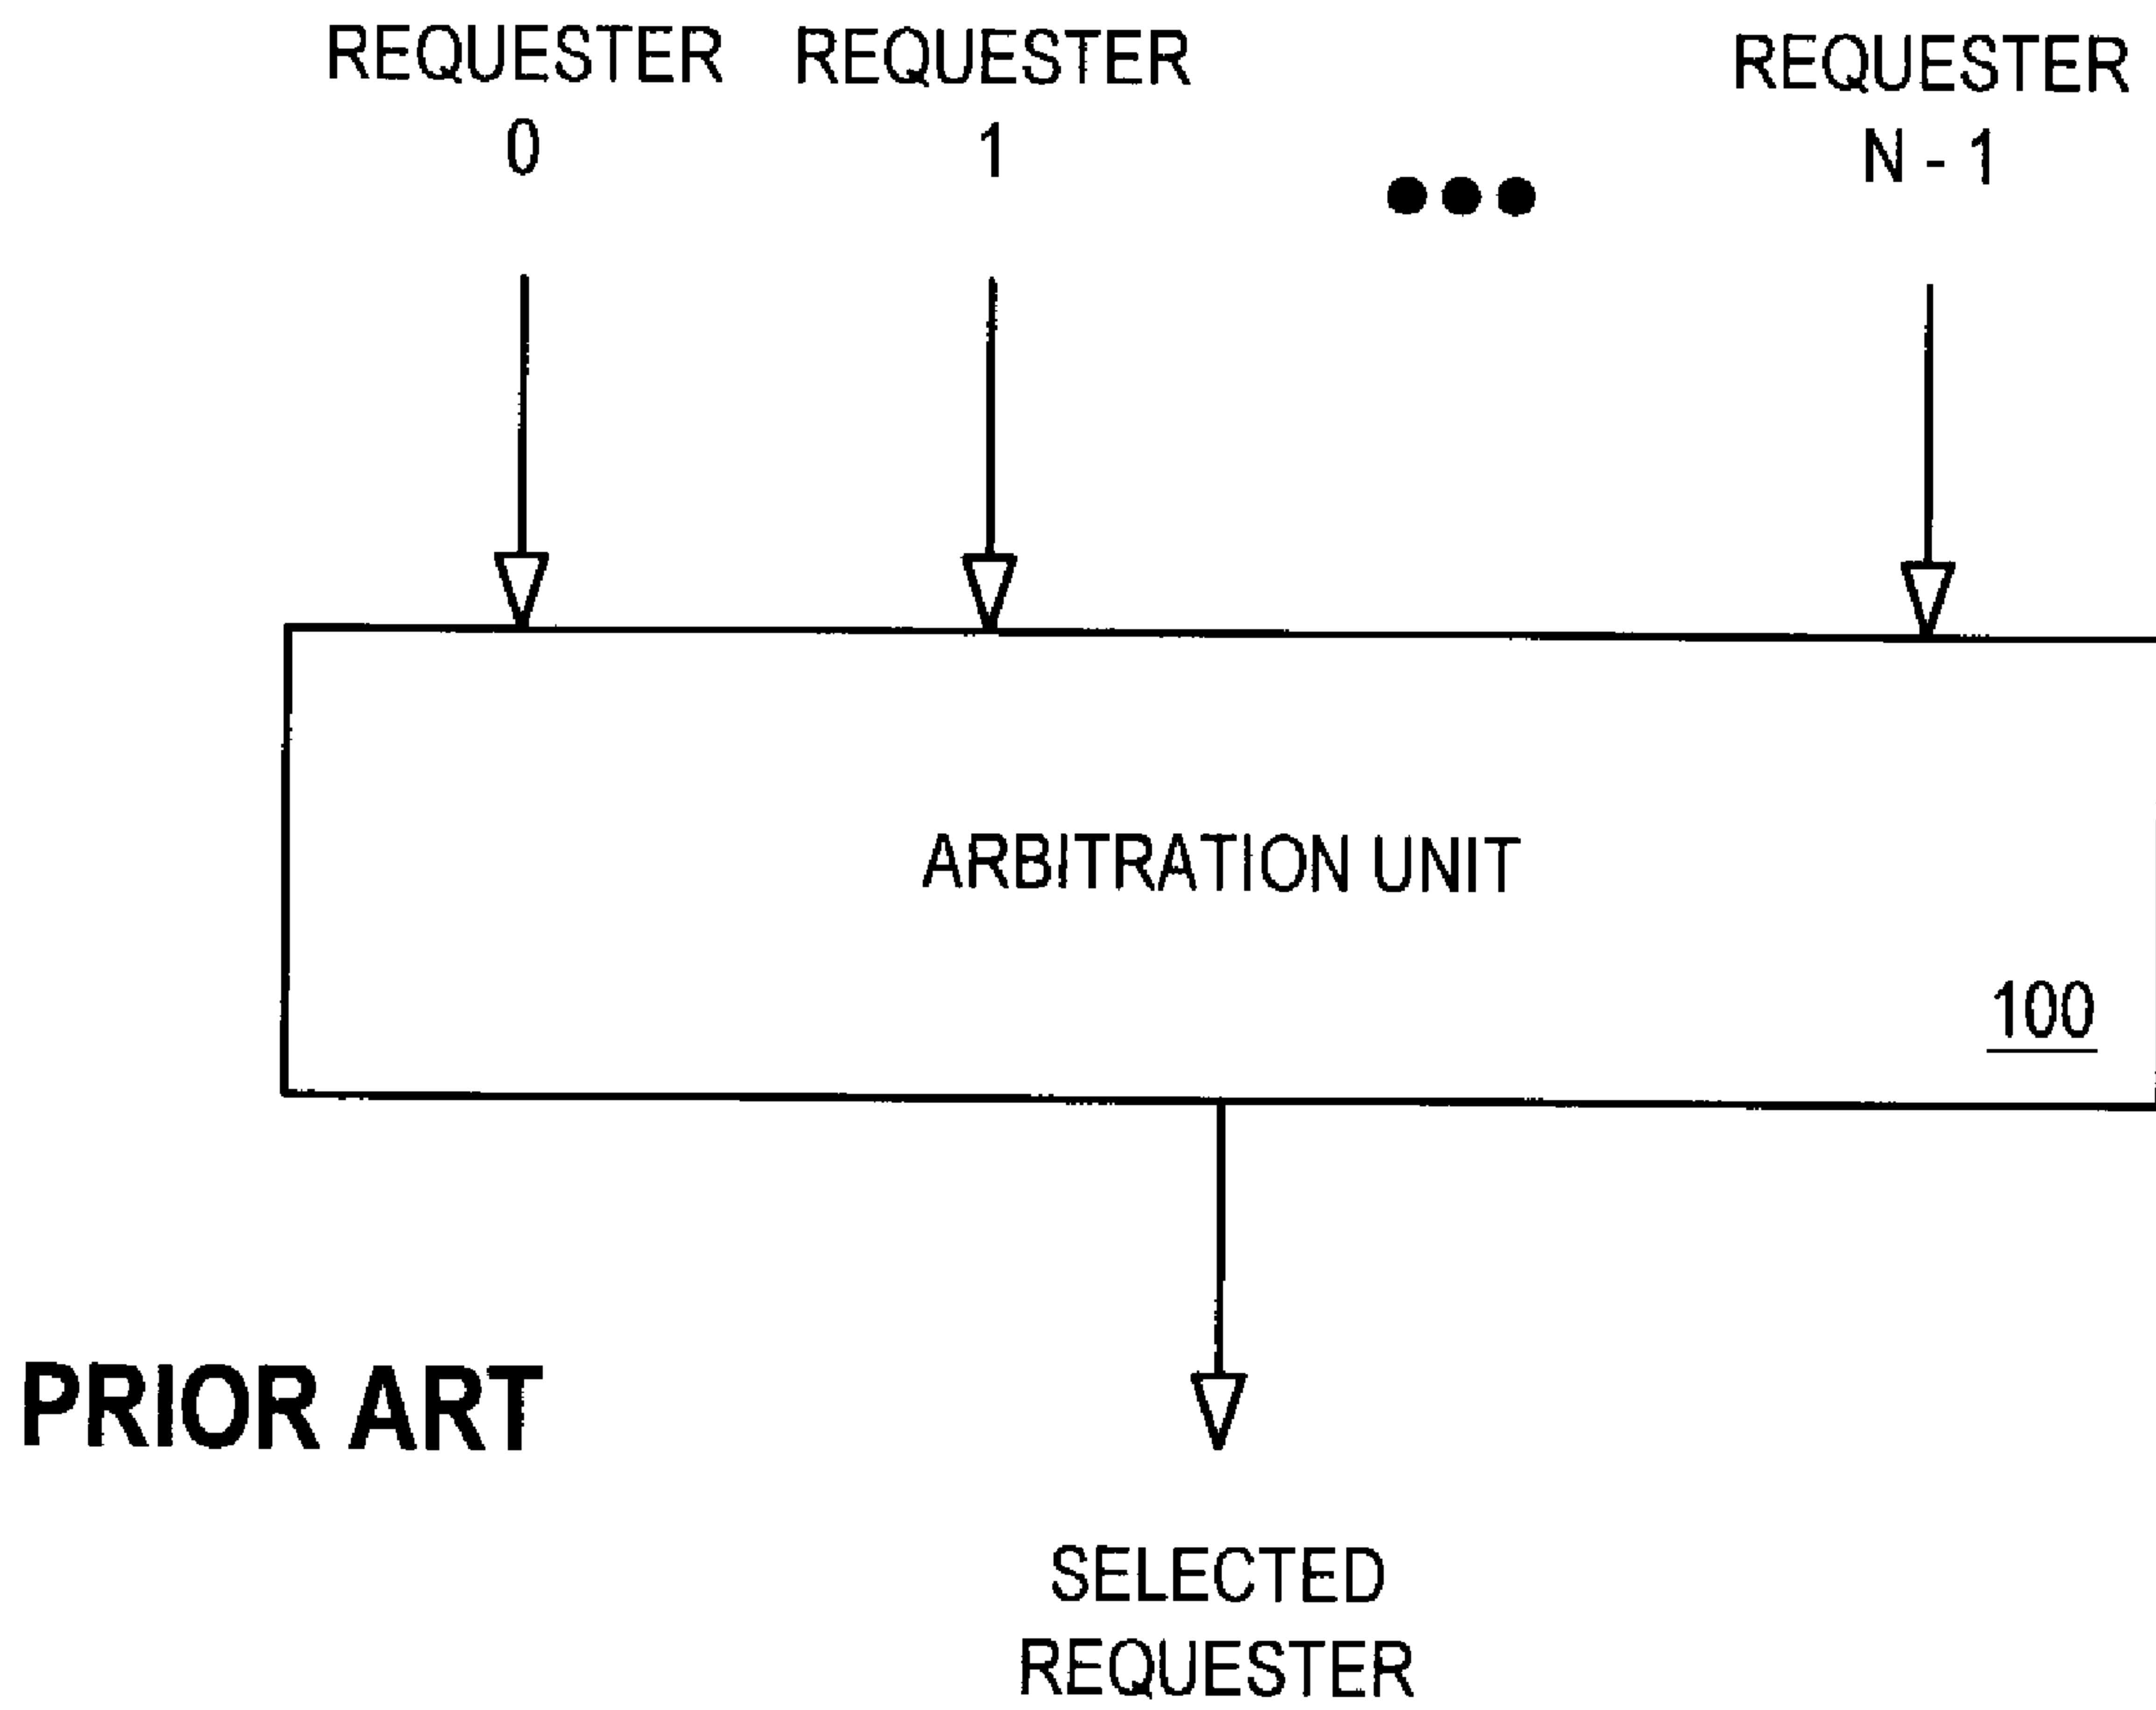 REQUESTER REQUESTER REQUESTER
0 1 N - 1
ARBITRATION UNIT
100
PRIOR ART
SELECTED
REQUESTER